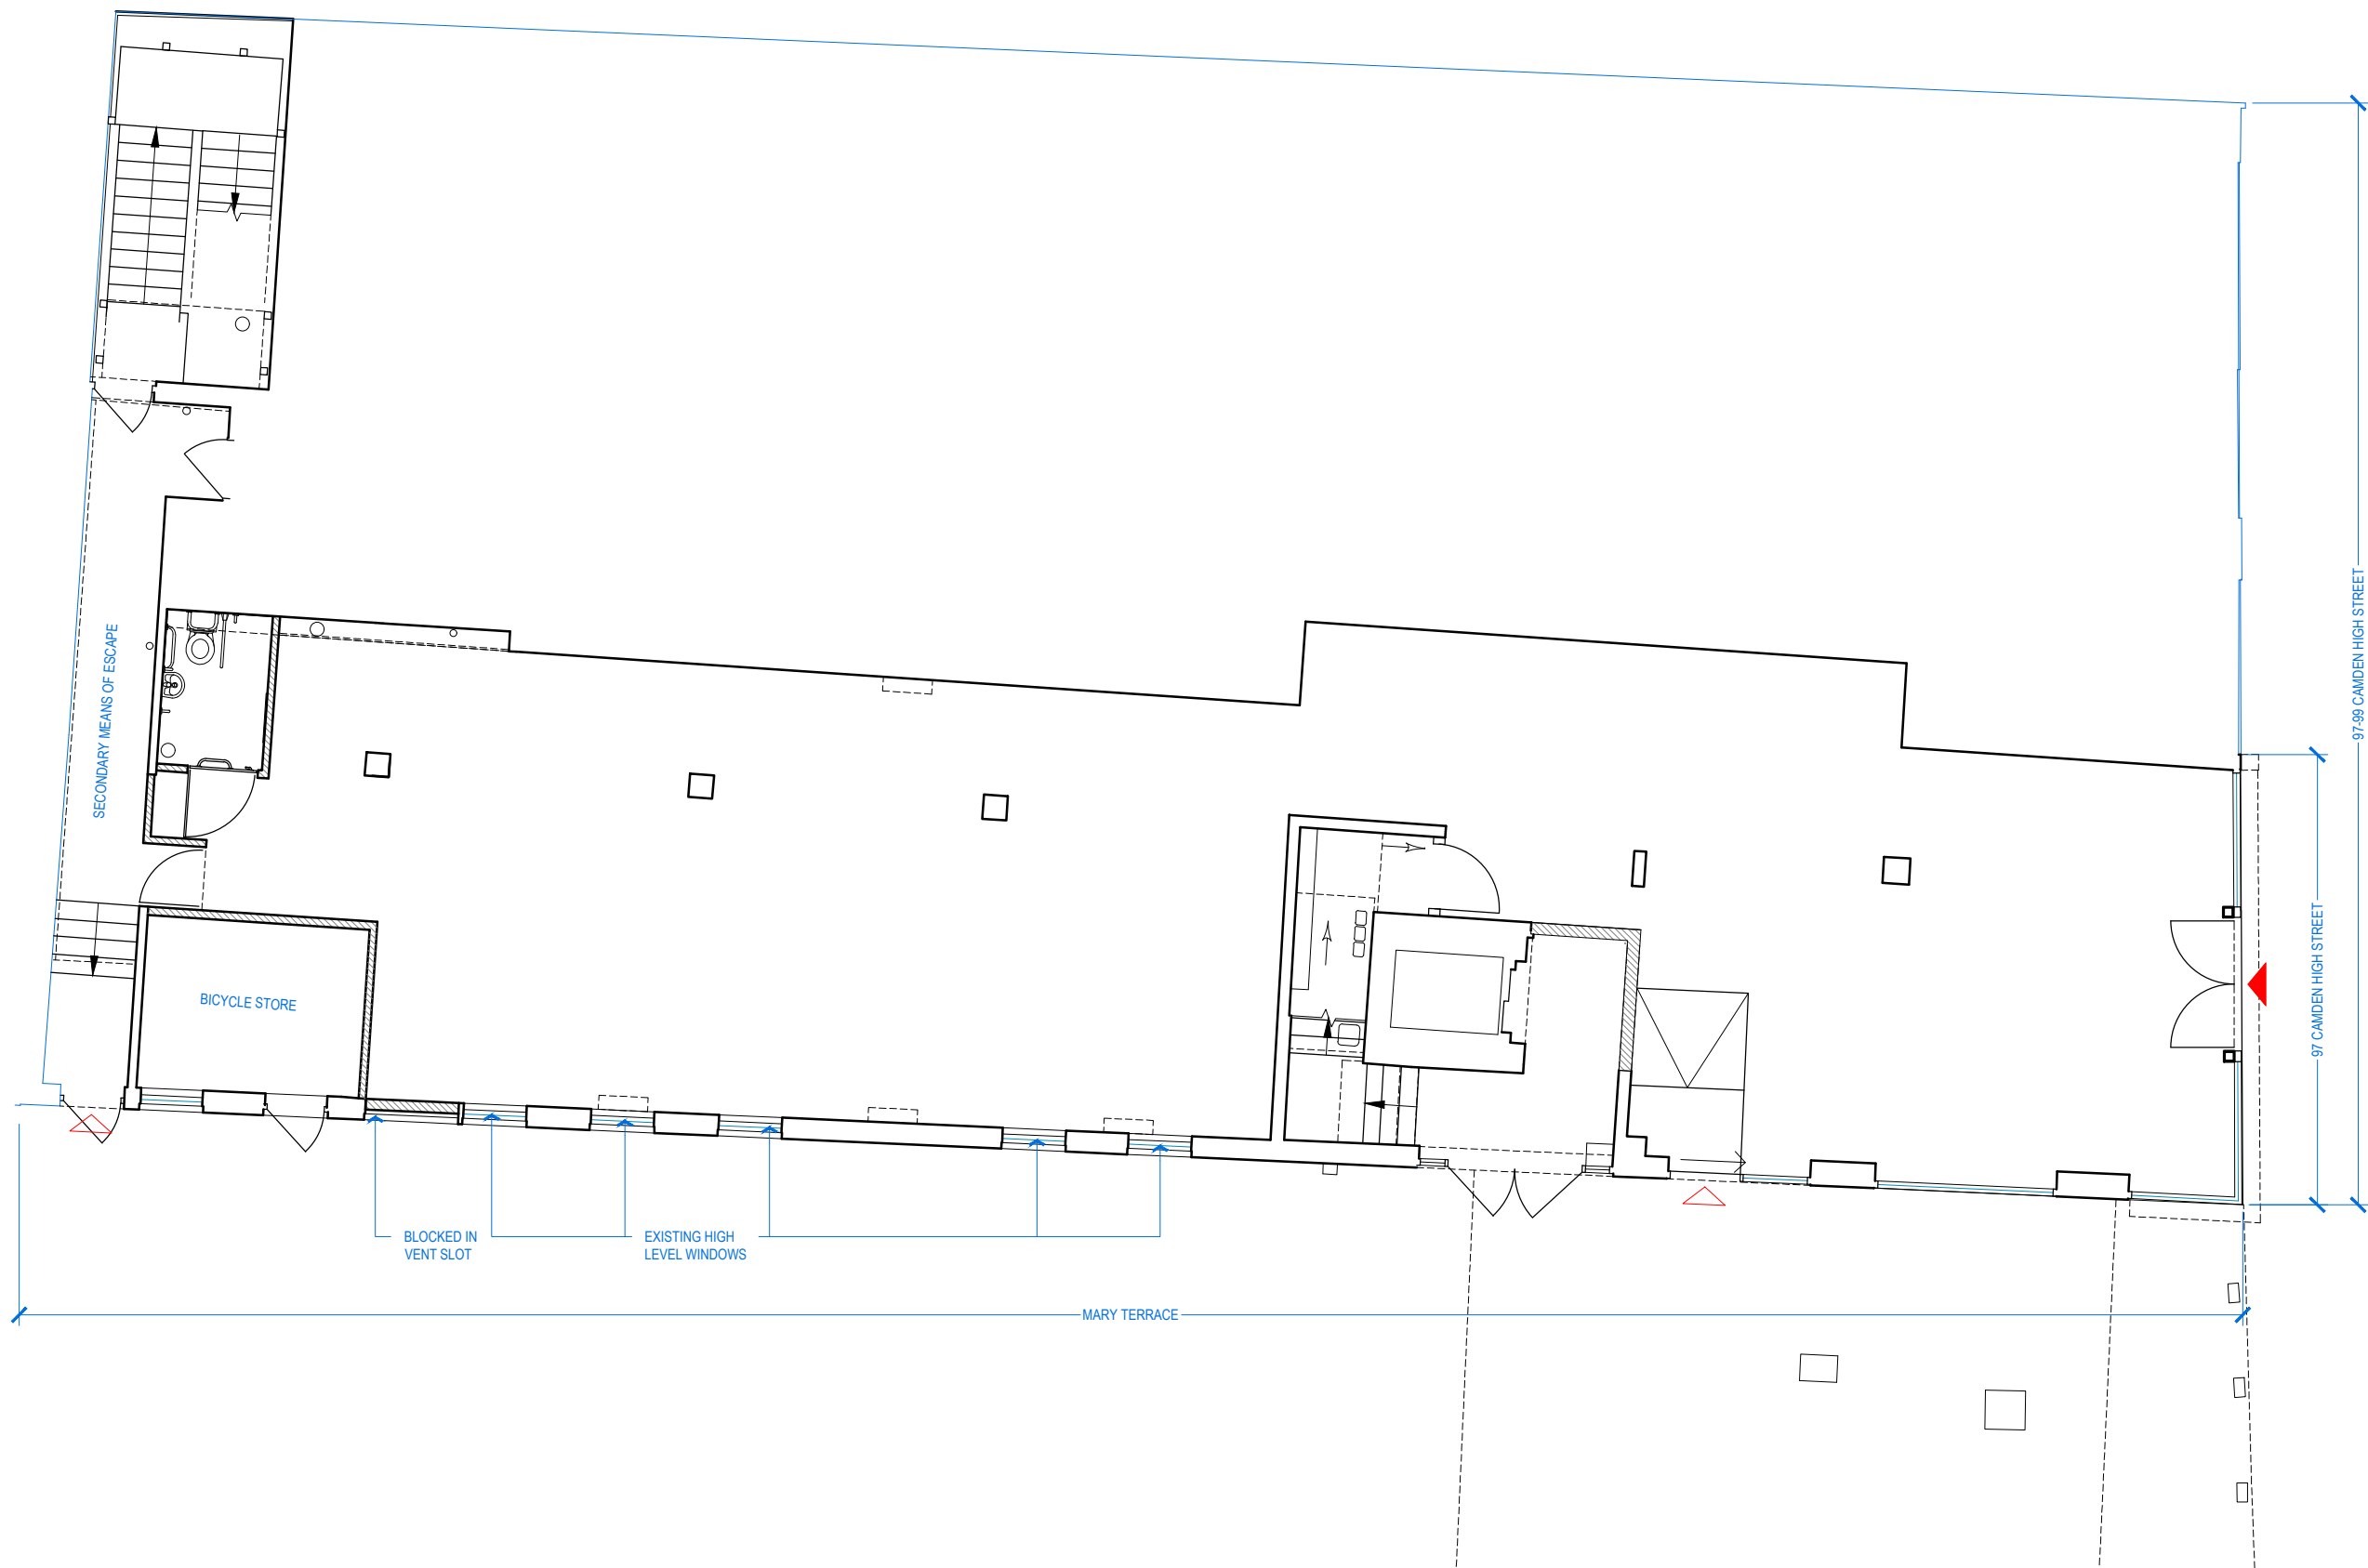 97-99 CAMDEN HIGH STREET
SECONDARY MEANS OF ESCAPE
97 CAMDEN HIGH STREET
BICYCLE STORE
BLOCKED IN
VENT SLOT
EXISTING HIGH
LEVEL WINDOWS
MARY TERRACE